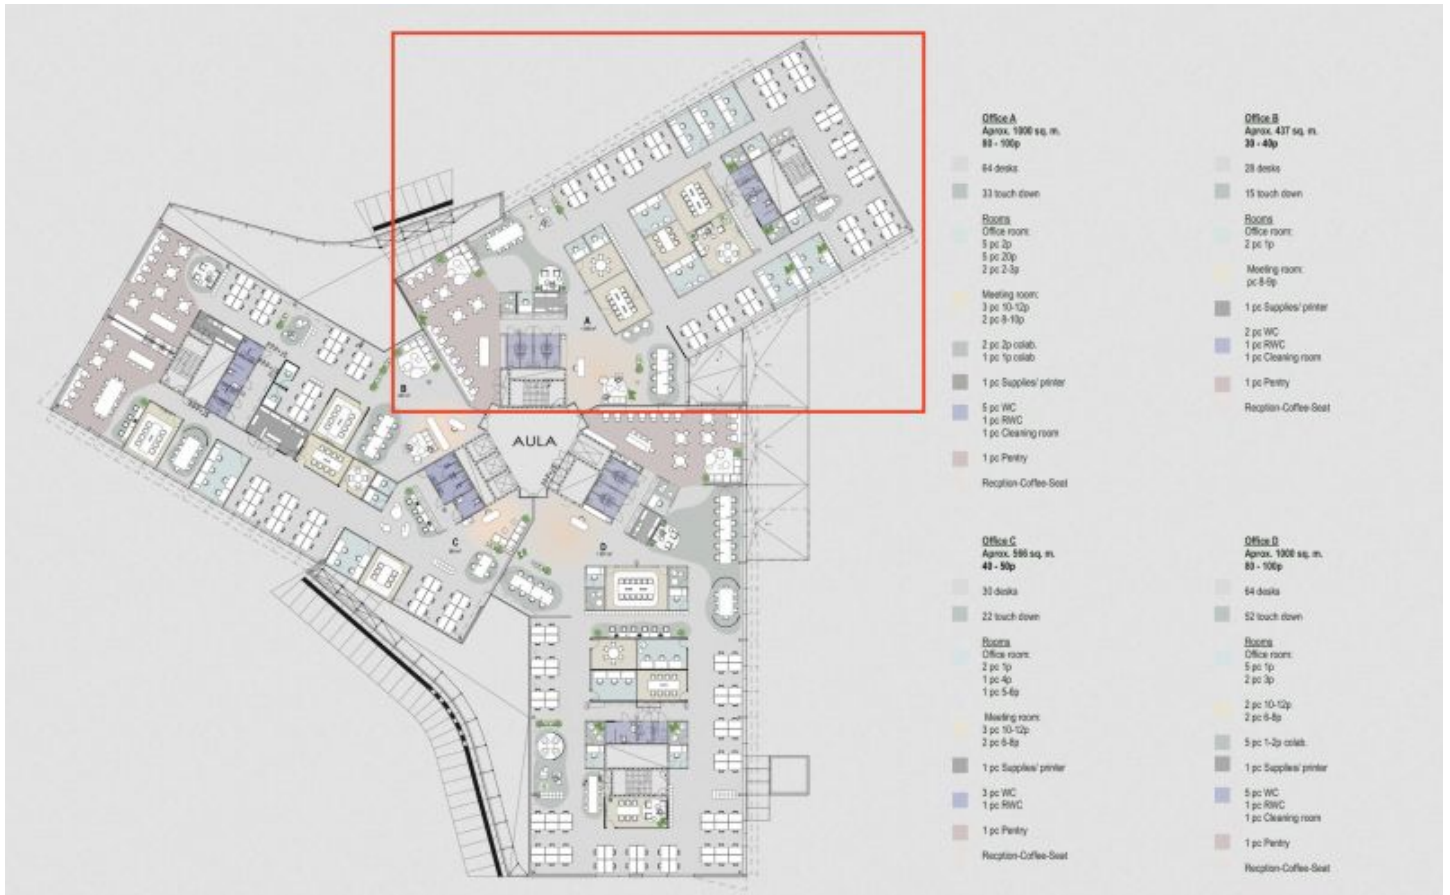 AULA
A
B
C
D
Office A
Aprox. 1000 sq. m.
80 - 100p
64 desks
33 touch down
Rooms
Office room:
5 pc 2p
5 pc 20p
2 pc 2-3p
Meeting room:
3 pc 10-12p
2 pc 8-10p
2 pc 2p colab.
1 pc 1p colab
1 pc Supplies/ printer
5 pc WC
1 pc RWC
1 pc Cleaning room
1 pc Pentry
Recption-Coffee-Seat
Office B
Aprox. 437 sq. m.
30 - 40p
28 desks
15 touch down
Rooms
Office room:
2 pc 1p
Meeting room:
pc 8-9p
1 pc Supplies/ printer
2 pc WC
1 pc RWC
1 pc Cleaning room
1 pc Pentry
Recption-Coffee-Seat
Office C
Aprox. 566 sq. m.
40 - 50p
30 desks
22 touch down
Rooms
Office room:
2 pc 1p
1 pc 4p
1 pc 5-6p
Meeting room:
3 pc 10-12p
2 pc 6-8p
1 pc Supplies/ printer
3 pc WC
1 pc RWC
1 pc Pentry
Recption-Coffee-Seat
Office D
Aprox. 1000 sq. m.
80 - 100p
64 desks
52 touch down
Rooms
Office room:
5 pc 1p
2 pc 3p
2 pc 10-12p
2 pc 6-8p
5 pc 1-2p colab.
1 pc Supplies/ printer
5 pc WC
1 pc RWC
1 pc Cleaning room
1 pc Pentry
Recption-Coffee-Seat